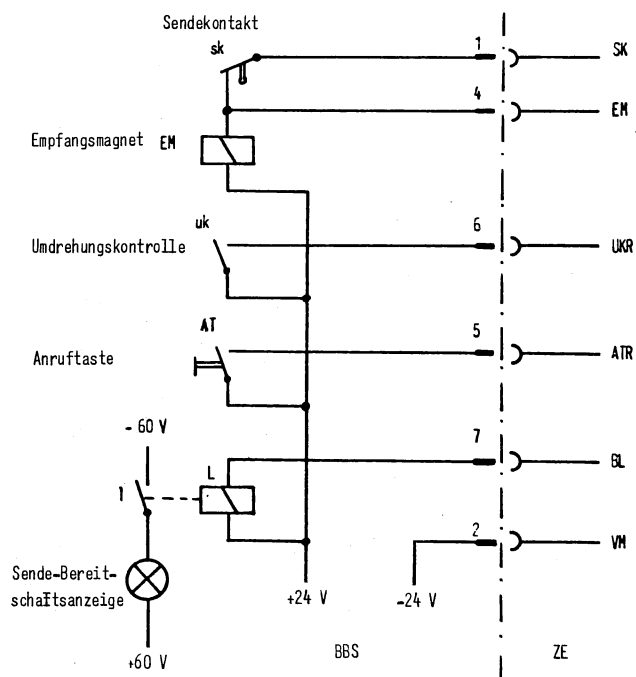 Sendekontakt
sk
1
SK
4
EM
Empfangsmagnet EM
uk
6
Umdrehungskontrolle
UKR
AT
5
Anruftaste
ATR
- 60 V
7
L
BL
l
2
VM
Sende-Bereit-
schaftsanzeige
+24 V
-24 V
+60 V
BBS
ZE